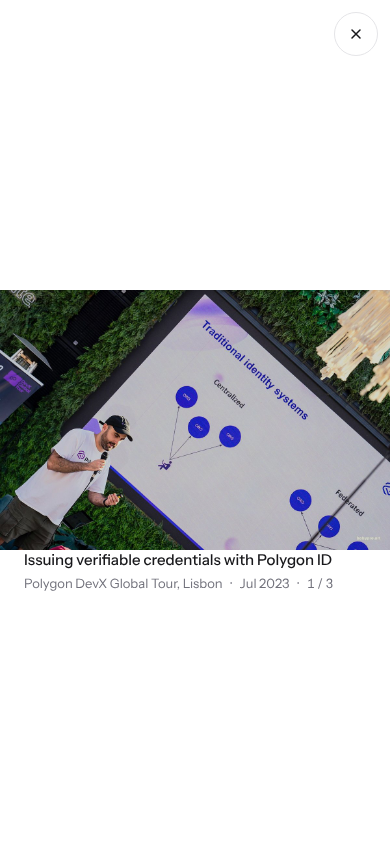 Traditional identity systems
Centralized
Federated
Issuing verifiable credentials with Polygon ID
Polygon DevX Global Tour, Lisbon · Jul 2023 · 1 / 3